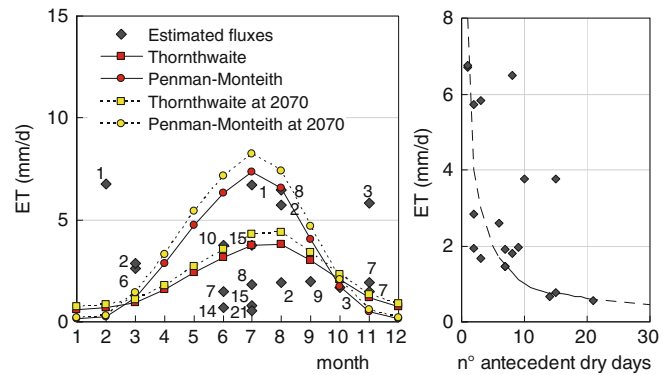 15
10
5
0
ET (mm/d)
Estimated fluxes
Thornthwaite
Penman-Monteith
Thornthwaite at 2070
Penman-Monteith at 2070
1
1
8
2
3
2
6
10
15
8
7
15
14
21
2
9
3
7
7
1 2 3 4 5 6 7 8 9 10 11 12
month
8
6
4
2
0
ET (mm/d)
0 10 20 30
n° antecedent dry days